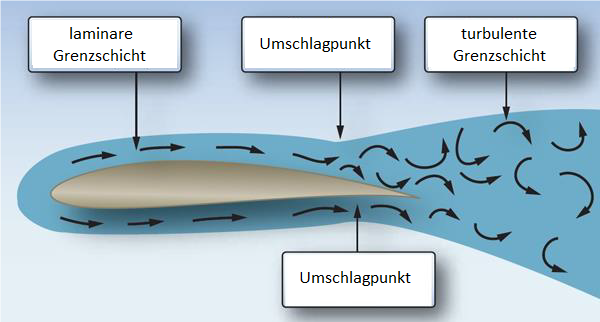 laminare
Grenzschicht
Umschlagpunkt
turbulente
Grenzschicht
Umschlagpunkt